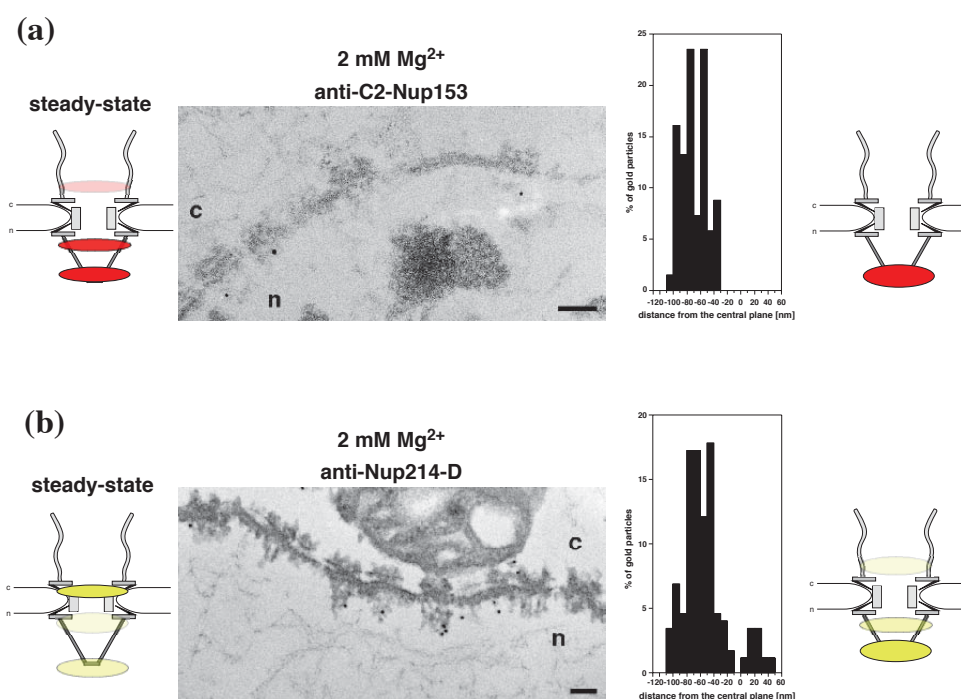 (a)
2 mM Mg2+
anti-C2-Nup153
steady-state
c
n
c
n
% of gold particles
25
20
15
10
5
0
-120 -100 -80 -60 -40 -20 0 20 40 60
distance from the central plane [nm]
c
n
(b)
2 mM Mg2+
anti-Nup214-D
steady-state
c
n
c
n
% of gold particles
20
15
10
5
0
-120 -100 -80 -60 -40 -20 0 20 40 60
distance from the central plane [nm]
c
n